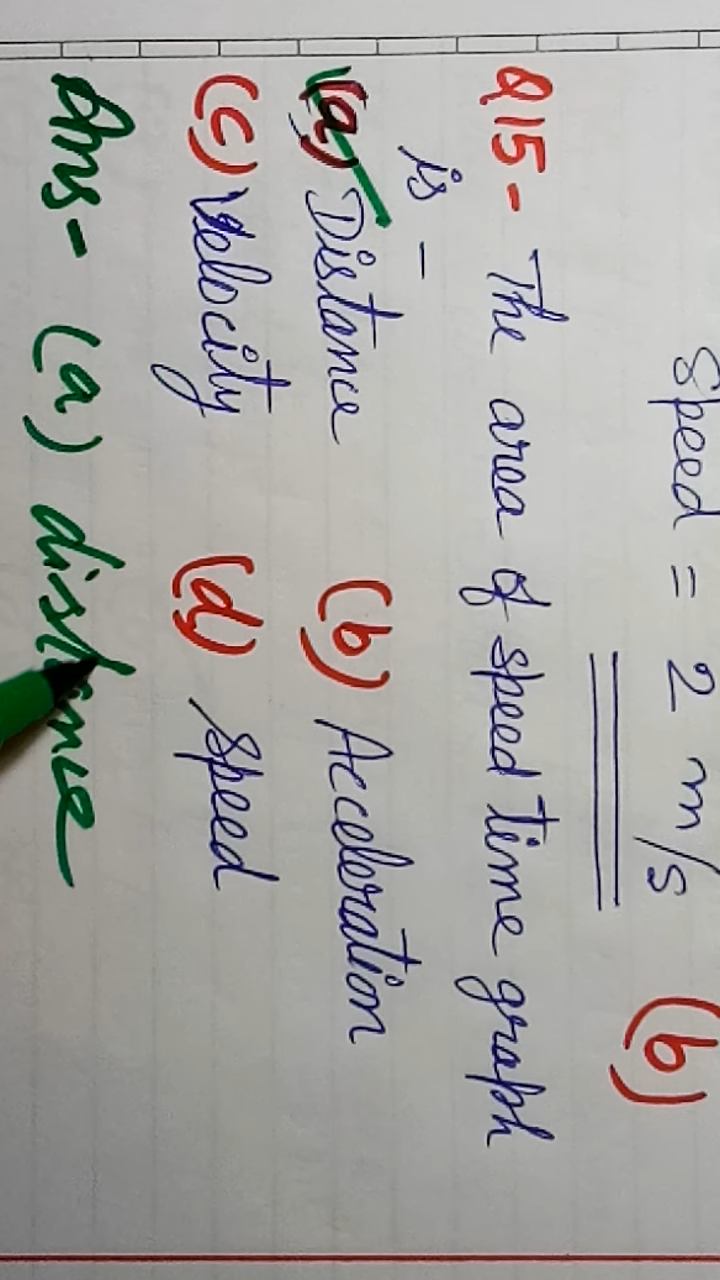 Speed = 2 m/s (b)
Q15- The area of speed time graph
is -
(a) Distance (b) Acceleration
(c) Velocity (d) Speed
Ans- (a) distance